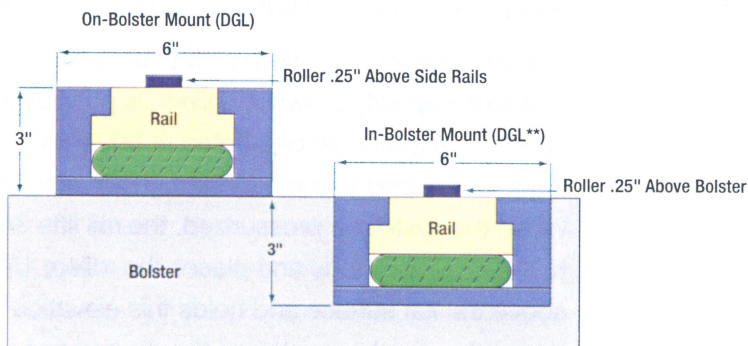 On-Bolster Mount (DGL)
6"
Roller .25" Above Side Rails
Rail
3"
In-Bolster Mount (DGL**)
6"
Roller .25" Above Bolster
Rail
3"
Bolster